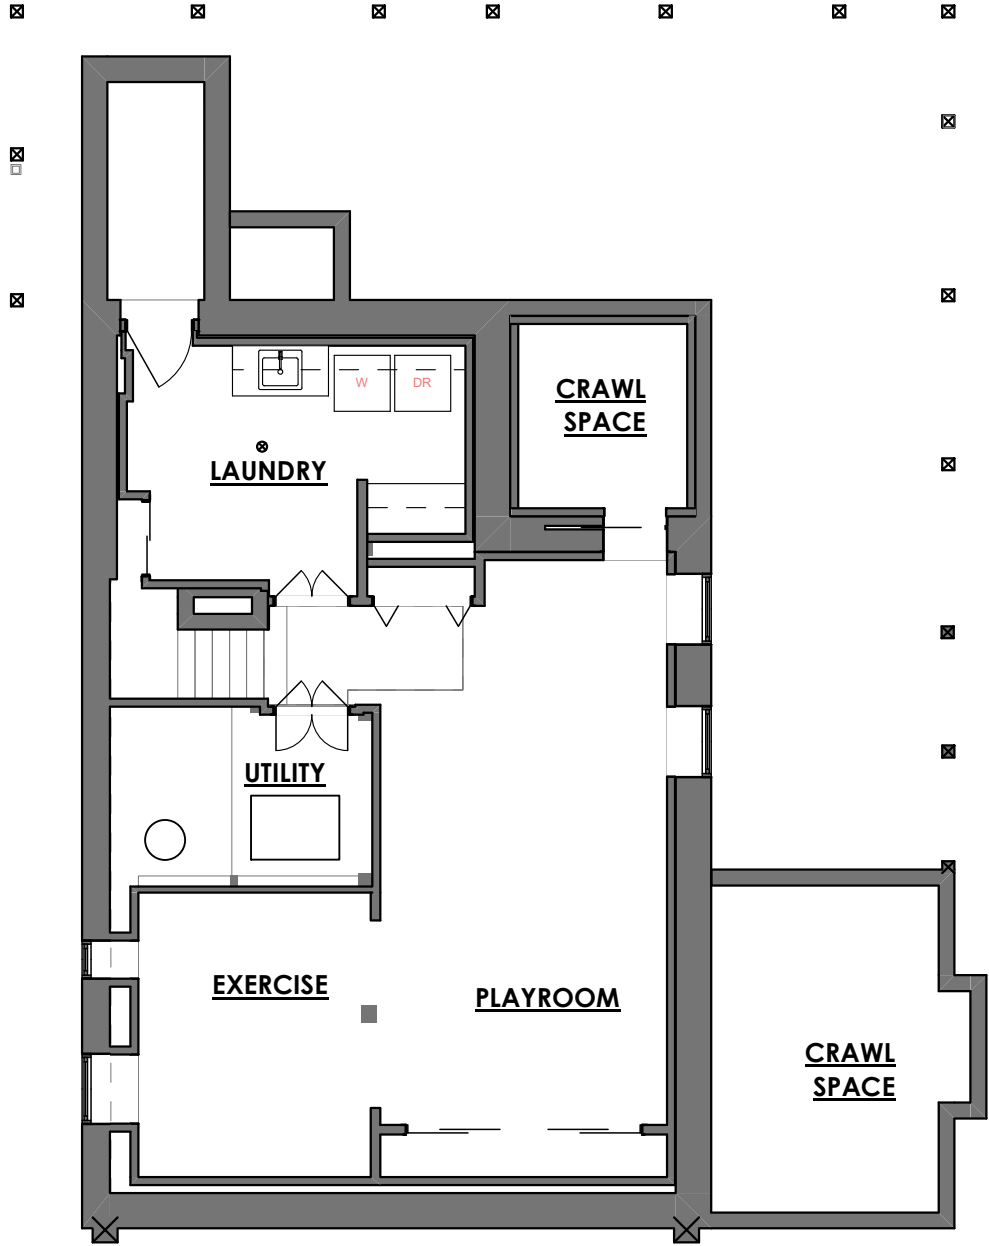 W
DR
CRAWL
SPACE
LAUNDRY
UTILITY
EXERCISE
PLAYROOM
CRAWL
SPACE